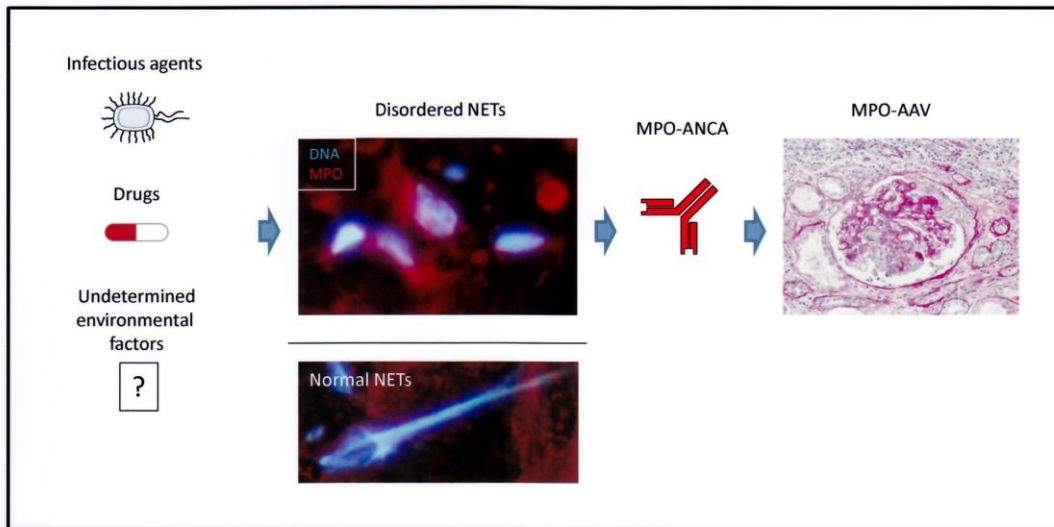 Infectious agents
Drugs
Undetermined
environmental
factors
?
Disordered NETs
DNA
MPO
Normal NETs
MPO-ANCA
MPO-AAV